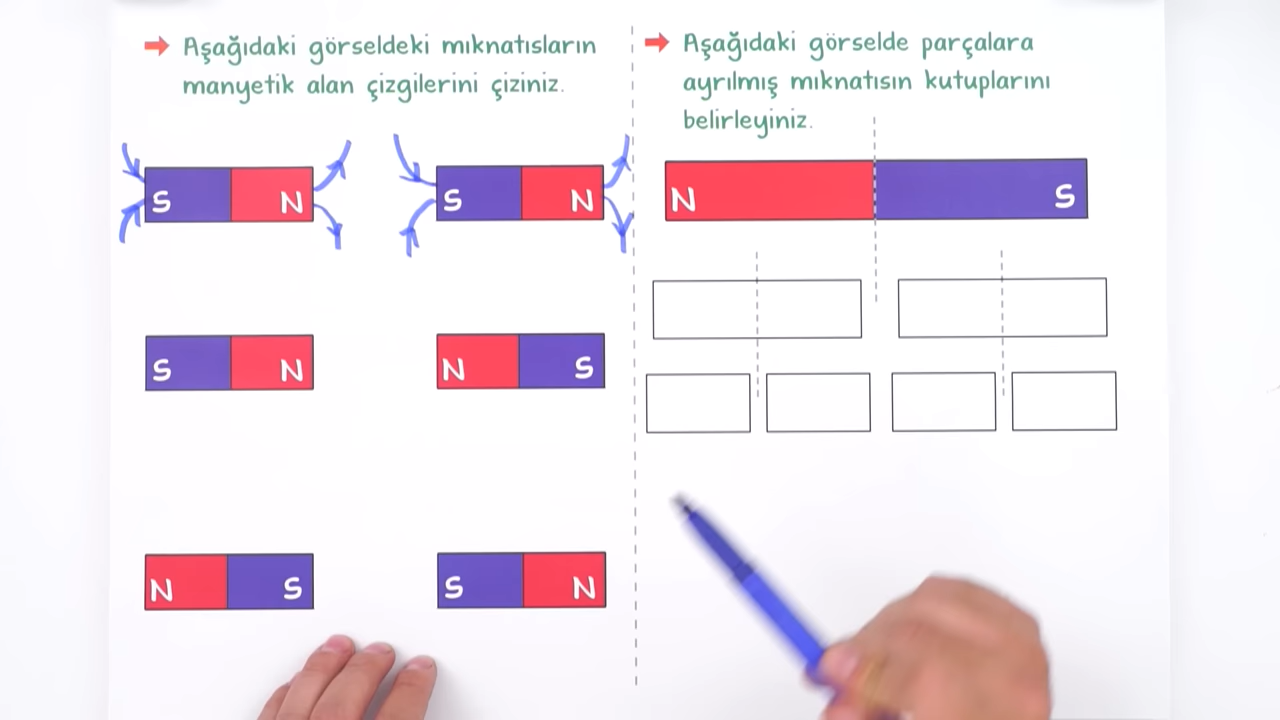 Aşağıdaki görseldeki mıknatısların
manyetik alan çizgilerini çiziniz.
S N
S N
S N
N S
N S
S N
Aşağıdaki görselde parçalara
ayrılmış mıknatısın kutuplarını
belirleyiniz.
N S